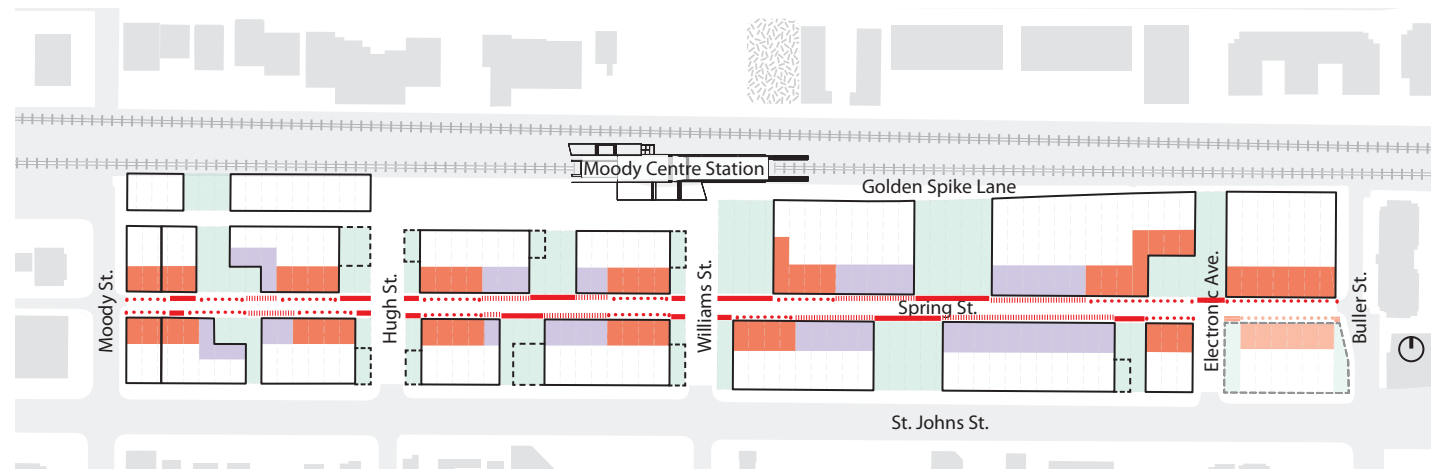 Moody Centre Station
Golden Spike Lane
Moody St.
Hugh St.
Williams St.
Spring St.
Electronic Ave.
Buller St.
St. Johns St.